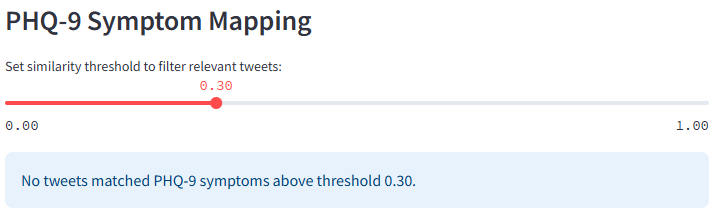 PHQ-9 Symptom Mapping
Set similarity threshold to filter relevant tweets:
0.30
0.00 1.00
No tweets matched PHQ-9 symptoms above threshold 0.30.